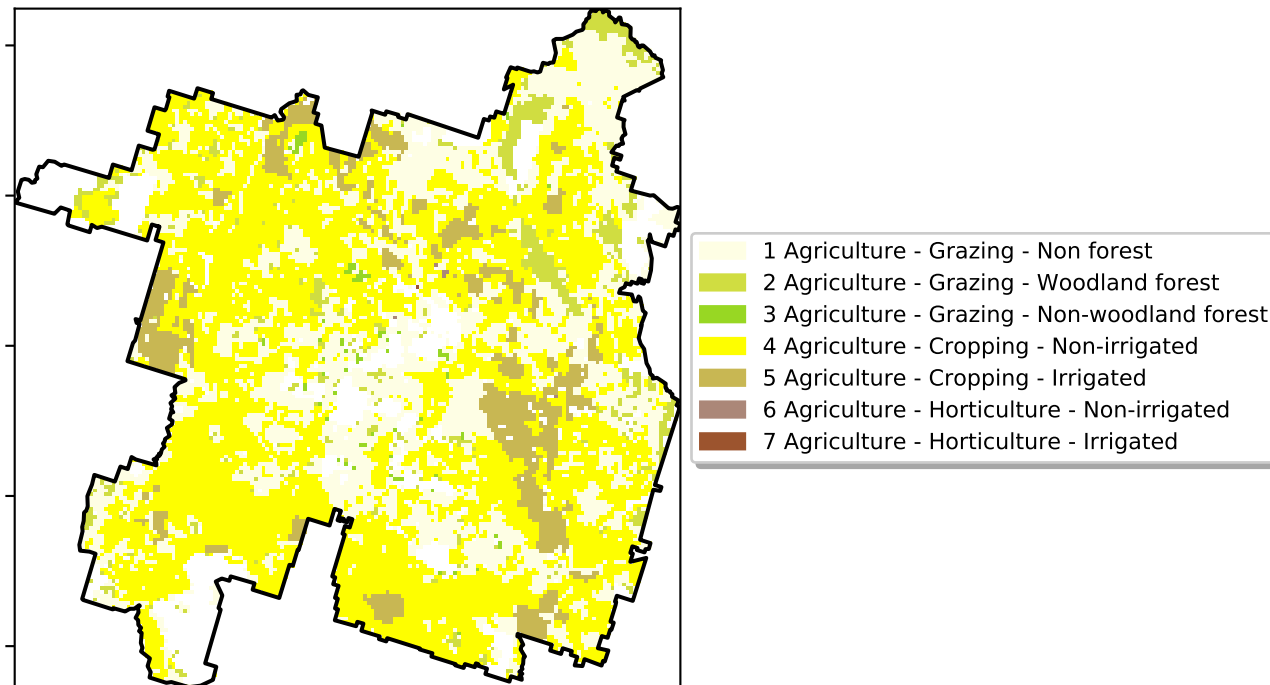 1 Agriculture - Grazing - Non forest
2 Agriculture - Grazing - Woodland forest
3 Agriculture - Grazing - Non-woodland forest
4 Agriculture - Cropping - Non-irrigated
5 Agriculture - Cropping - Irrigated
6 Agriculture - Horticulture - Non-irrigated
7 Agriculture - Horticulture - Irrigated